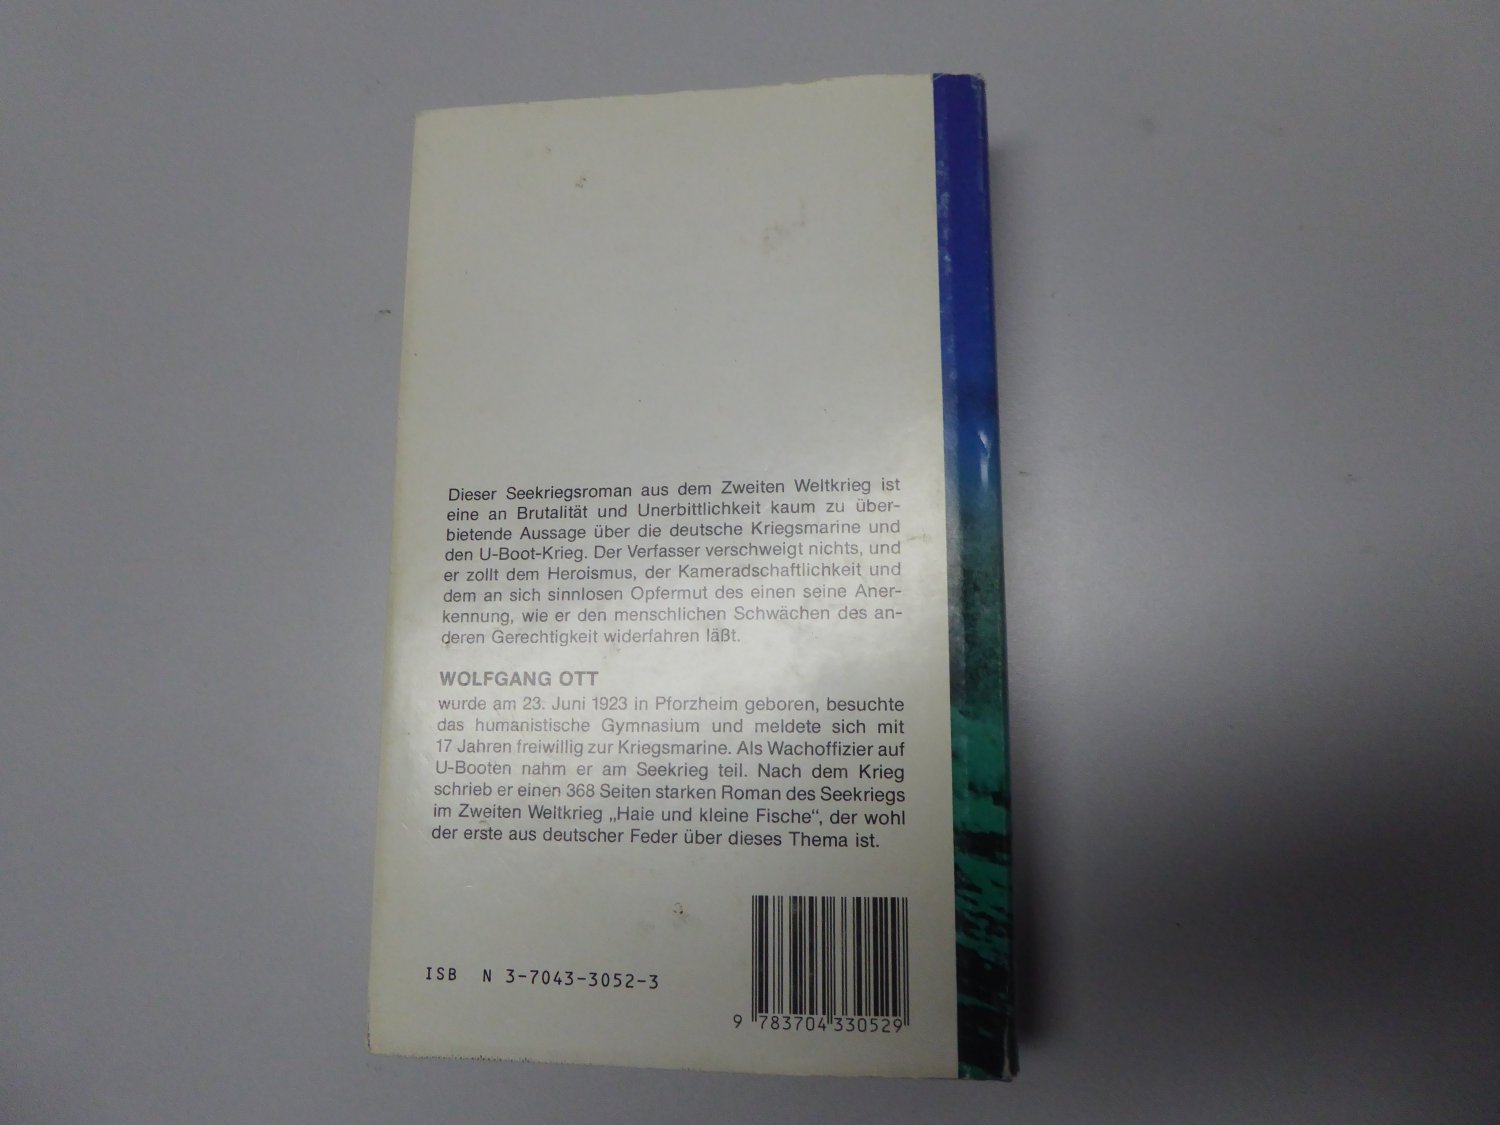 Dieser Seekriegsroman aus dem Zweiten Weltkrieg ist
eine an Brutalität und Unerbittlichkeit kaum zu über-
bietende Aussage über die deutsche Kriegsmarine und
den U-Boot-Krieg. Der Verfasser verschweigt nichts, und
er zollt dem Heroismus, der Kameradschaftlichkeit und
dem an sich sinnlosen Opfermut des einen seine Aner-
kennung, wie er den menschlichen Schwächen des an-
deren Gerechtigkeit widerfahren läßt.
WOLFGANG OTT
wurde am 23. Juni 1923 in Pforzheim geboren, besuchte
das humanistische Gymnasium und meldete sich mit
17 Jahren freiwillig zur Kriegsmarine. Als Wachoffizier auf
U-Booten nahm er am Seekrieg teil. Nach dem Krieg
schrieb er einen 368 Seiten starken Roman des Seekriegs
im Zweiten Weltkrieg „Haie und kleine Fische“, der wohl
der erste aus deutscher Feder über dieses Thema ist.
ISB N 3-7043-3052-3
9 783704 330529